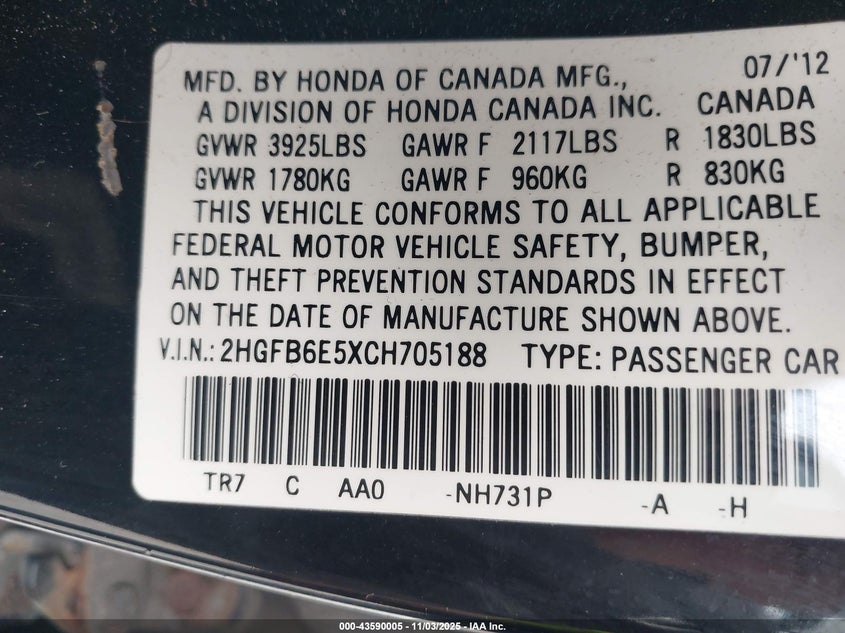 MFD. BY HONDA OF CANADA MFG., 07/'12
A DIVISION OF HONDA CANADA INC. CANADA
GVWR 3925LBS GAWR F 2117LBS R 1830LBS
GVWR 1780KG GAWR F 960KG R 830KG
THIS VEHICLE CONFORMS TO ALL APPLICABLE
FEDERAL MOTOR VEHICLE SAFETY, BUMPER,
AND THEFT PREVENTION STANDARDS IN EFFECT
ON THE DATE OF MANUFACTURE SHOWN ABOVE.
V.I.N.: 2HGFB6E5XCH705188 TYPE: PASSENGER CAR
TR7 C AA0 -NH731P -A -H
000-43590005 - 11/03/2025 - IAA Inc.